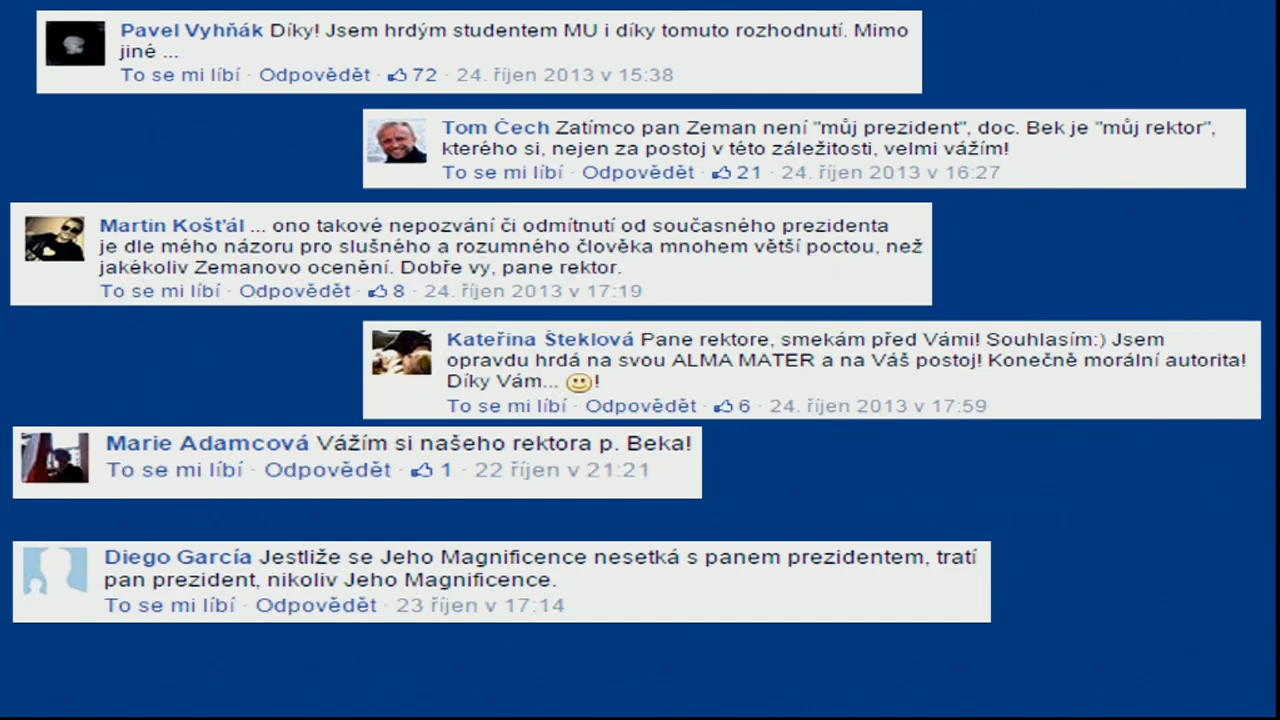 Pavel Vyhňák Díky! Jsem hrdým studentem MU i díky tomuto rozhodnutí. Mimo
jiné ...
To se mi líbí · Odpovědět · 72 · 24. říjen 2013 v 15:38
Tom Čech Zatímco pan Zeman není "můj prezident", doc. Bek je "můj rektor",
kterého si, nejen za postoj v této záležitosti, velmi vážím!
To se mi líbí · Odpovědět · 21 · 24. říjen 2013 v 16:27
Martin Košťál ... ono takové nepozvání či odmítnutí od současného prezidenta
je dle mého názoru pro slušného a rozumného člověka mnohem větší poctou, než
jakékoliv Zemanovo ocenění. Dobře vy, pane rektor.
To se mi líbí · Odpovědět · 8 · 24. říjen 2013 v 17:19
Kateřina Šteklová Pane rektore, smekám před Vámi! Souhlasím:) Jsem
opravdu hrdá na svou ALMA MATER a na Váš postoj! Konečně morální autorita!
Díky Vám... 🙂!
To se mi líbí · Odpovědět · 6 · 24. říjen 2013 v 17:59
Marie Adamcová Vážím si našeho rektora p. Beka!
To se mi líbí · Odpovědět · 1 · 22 říjen v 21:21
Diego García Jestliže se Jeho Magnificence nesetká s panem prezidentem, tratí
pan prezident, nikoliv Jeho Magnificence.
To se mi líbí · Odpovědět · 23 říjen v 17:14